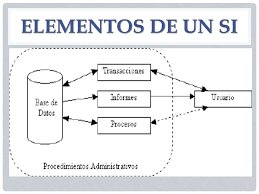 ELEMENTOS DE UN SI
Transacciones
Base de
Datos
Informes
Usuario
Procesos
Procedimientos Administrativos